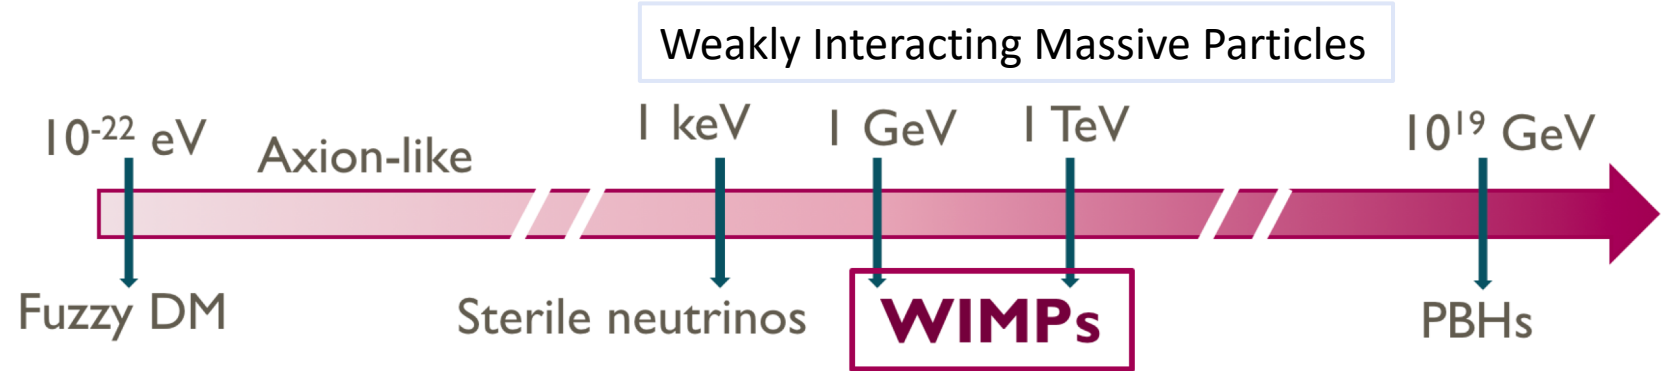 Weakly Interacting Massive Particles
10⁻²² eV
Axion-like
1 keV
1 GeV
1 TeV
10¹⁹ GeV
Fuzzy DM
Sterile neutrinos
WIMPs
PBHs